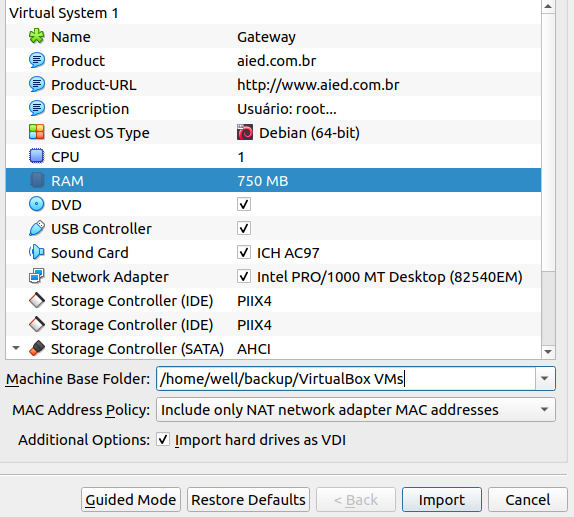 Virtual System 1
Name Gateway
Product aied.com.br
Product-URL http://www.aied.com.br
Description Usuário: root...
Guest OS Type Debian (64-bit)
CPU 1
RAM 750 MB
DVD
USB Controller
Sound Card ICH AC97
Network Adapter Intel PRO/1000 MT Desktop (82540EM)
Storage Controller (IDE) PIIX4
Storage Controller (IDE) PIIX4
Storage Controller (SATA) AHCI
Machine Base Folder: /home/well/backup/VirtualBox VMs
MAC Address Policy: Include only NAT network adapter MAC addresses
Additional Options: Import hard drives as VDI
Guided Mode Restore Defaults < Back Import Cancel